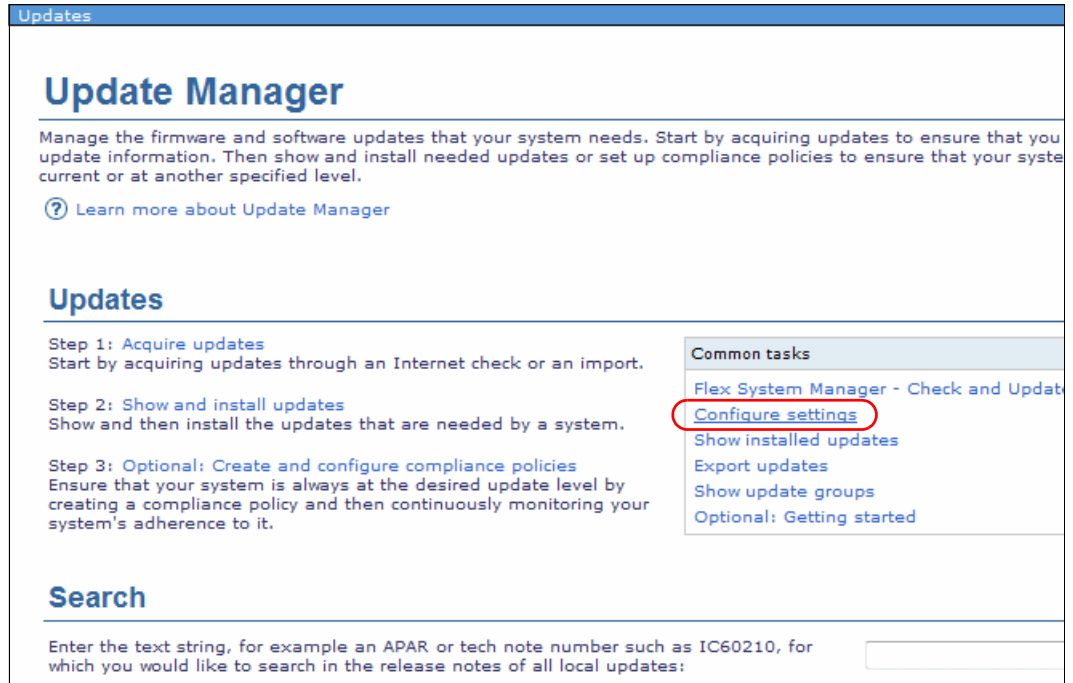 Updates
Update Manager
Manage the firmware and software updates that your system needs. Start by acquiring updates to ensure that you
update information. Then show and install needed updates or set up compliance policies to ensure that your syste
current or at another specified level.
? Learn more about Update Manager
Updates
Step 1: Acquire updates
Start by acquiring updates through an Internet check or an import.
Step 2: Show and install updates
Show and then install the updates that are needed by a system.
Step 3: Optional: Create and configure compliance policies
Ensure that your system is always at the desired update level by
creating a compliance policy and then continuously monitoring your
system's adherence to it.
Common tasks
Flex System Manager - Check and Update
Configure settings
Show installed updates
Export updates
Show update groups
Optional: Getting started
Search
Enter the text string, for example an APAR or tech note number such as IC60210, for
which you would like to search in the release notes of all local updates: